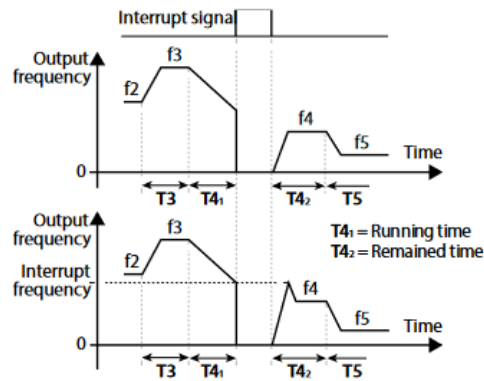 Interrupt signal
Output
frequency
f2
f3
f4
f5
Time
0
T3
T4₁
T4₂
T5
T4₁ = Running time
T4₂ = Remained time
Output
frequency
Interrupt
frequency
f2
f3
f4
f5
Time
0
T3
T4₁
T4₂
T5